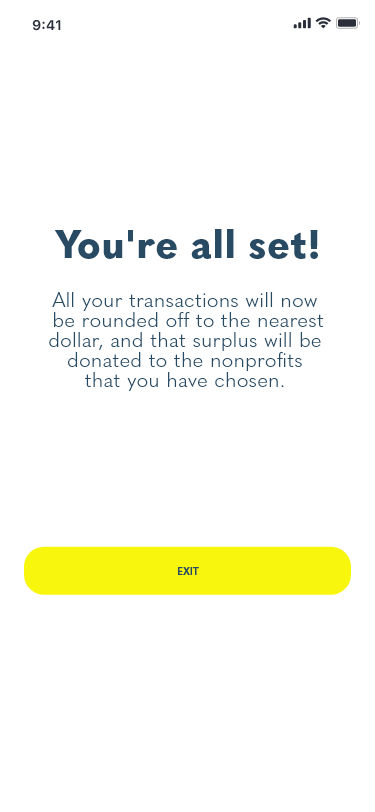 9:41
You're all set!
All your transactions will now
be rounded off to the nearest
dollar, and that surplus will be
donated to the nonprofits
that you have chosen.
EXIT